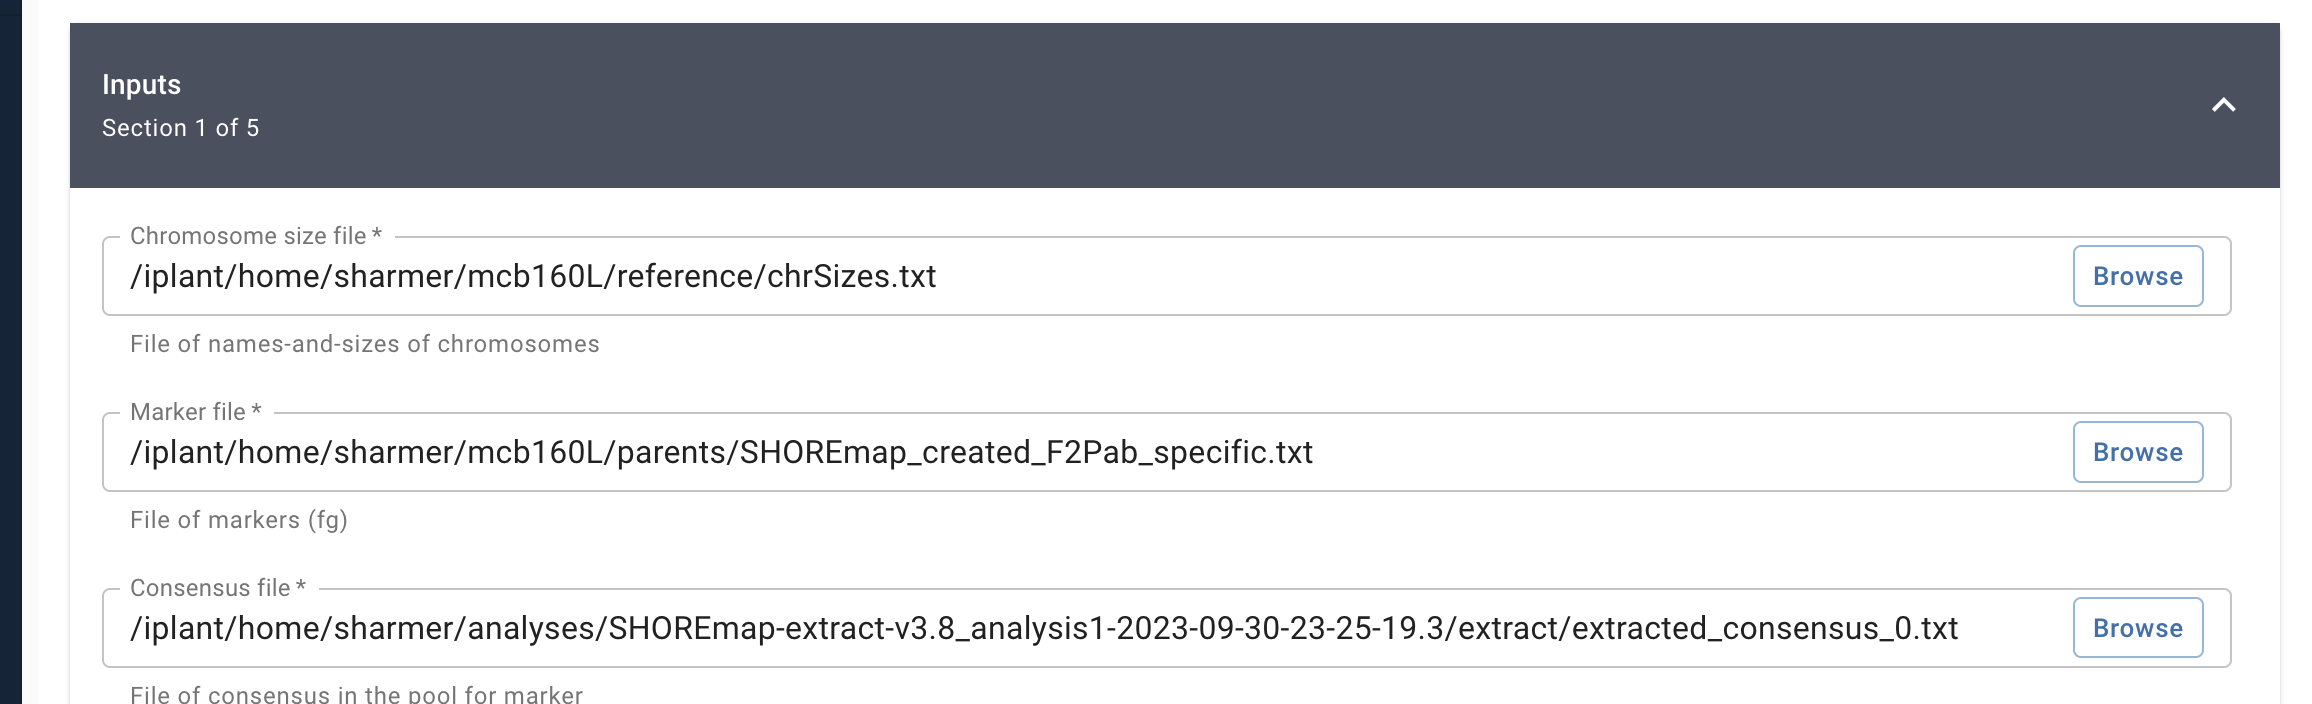 Inputs
Section 1 of 5
Chromosome size file *
/iplant/home/sharmer/mcb160L/reference/chrSizes.txt
Browse
File of names-and-sizes of chromosomes
Marker file *
/iplant/home/sharmer/mcb160L/parents/SHOREmap_created_F2Pab_specific.txt
Browse
File of markers (fg)
Consensus file *
/iplant/home/sharmer/analyses/SHOREmap-extract-v3.8_analysis1-2023-09-30-23-25-19.3/extract/extracted_consensus_0.txt
Browse
File of consensus in the pool for marker